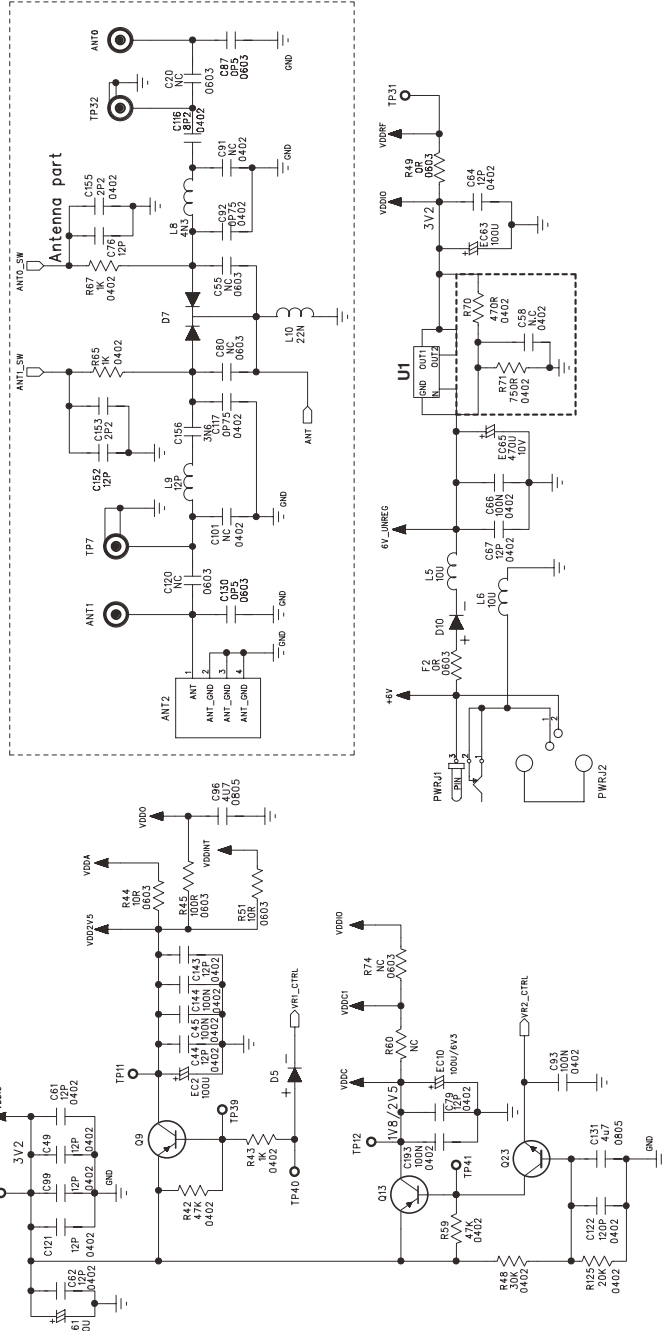 Antenna part
ANT0
C87
0P5
0603
GND
C20
NC
0603
TP32
C116
8P2
0402
C91
NC
0402
GND
C155
2P2
0402
C76
12P
L8
4N3
C92
0P75
0402
ANT0_SW
R67
1K
0402
C55
NC
0603
D7
L10
22N
ANT1_SW
R65
1K
0402
C80
NC
0603
ANT
C153
2P2
C152
12P
C156
3N6
C117
0P75
0402
L9
12P
C101
NC
0402
GND
TP7
C120
NC
0603
ANT1
C130
0P5
0603
GND
GND
ANT2
ANT
ANT_GND
ANT_GND
ANT_GND
1
2
3
4
TP31
VDDRF
R49
0R
0603
VDDIO
3V2
C64
12P
0402
EC63
100U
R70
470R
0402
C58
N.C
0402
R71
750R
0402
U1
OUT1
OUT2
GND
IN
EC65
470U
10V
C66
100N
0402
C67
12P
0402
6V_UNREG
L5
10U
L6
10U
D10
+
F2
0R
0603
+6V
PWRJ1
PIN
3
2
1
1
2
PWRJ2
VDDO
C96
4U7
0805
VDDA
R44
10R
0603
R45
100R
0603
VDDINT
R51
10R
0603
VDD2V5
C143
12P
0402
C144
100N
0402
C45
100N
0402
C44
12P
0402
EC2
100U
TP11
Q9
TP39
R42
47K
0402
R43
1K
0402
TP40
D5
+
VR1_CTRL
C61
12P
0402
3V2
C49
12P
0402
C99
12P
0402
GND
C121
12P
0402
C62
12P
0402
VDDIO
R74
NC
0603
VDDC1
R60
NC
VDDC
EC10
100U/6V3
1V8/2V5
C79
12P
0402
C193
100N
0402
TP12
Q13
TP41
R59
47K
0402
VR2_CTRL
C93
100N
0402
Q23
C131
4u7
0805
GND
C122
120P
0402
R48
30K
0402
R125
20K
0402